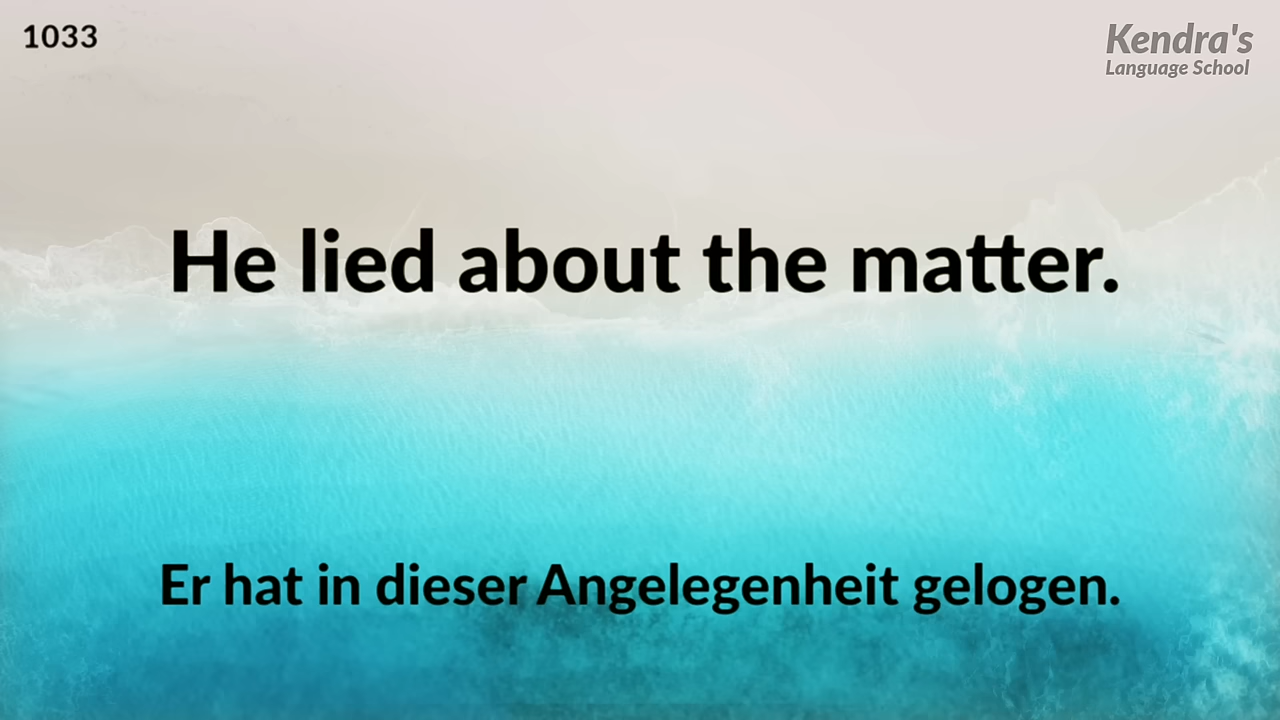 1033
Kendra's
Language School
He lied about the matter.
Er hat in dieser Angelegenheit gelogen.